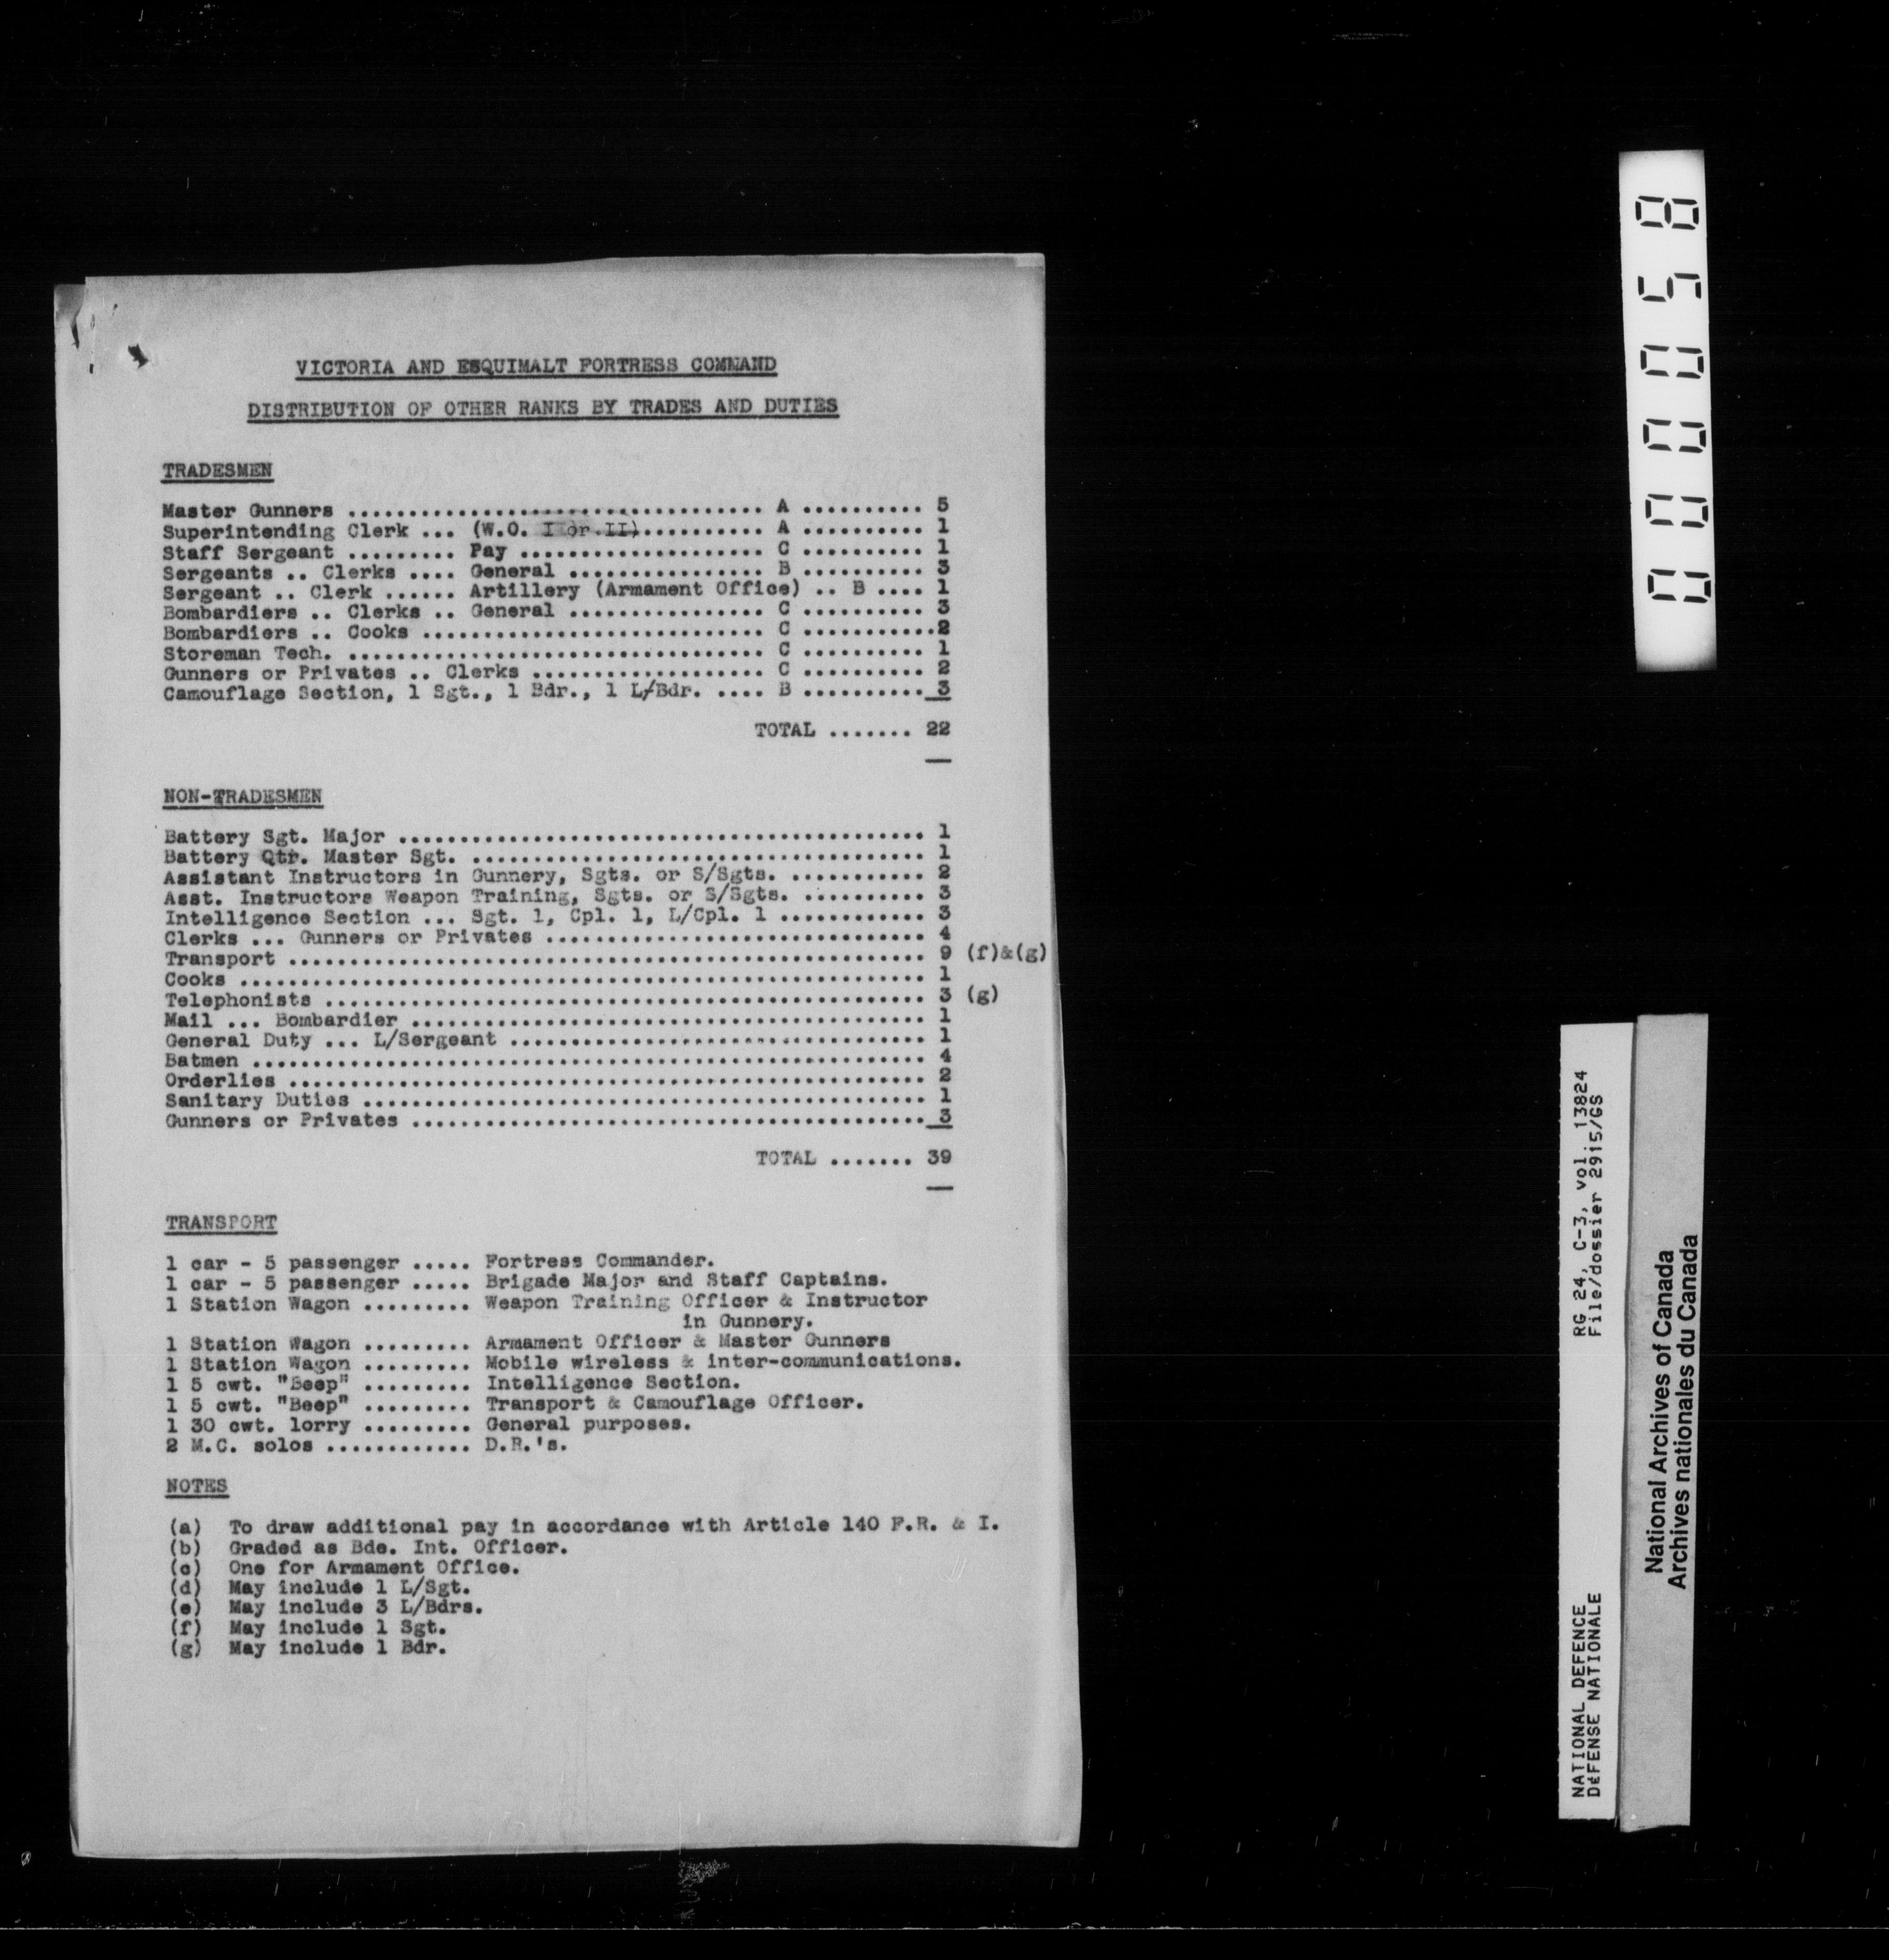 VICTORIA AND ESQUIMALT FORTRESS COMMAND
DISTRIBUTION OF OTHER RANKS BY TRADES AND DUTIES
TRADESMEN
Master Gunners .................................. A .......... 5
Superintending Clerk ... (W.O. I or II).......... A .......... 1
Staff Sergeant ......... Pay .................... C .......... 1
Sergeants .. Clerks .... General ................ B .......... 3
Sergeant .. Clerk ...... Artillery (Armament Office) .. B .... 1
Bombardiers .. Clerks .. General ................ C .......... 3
Bombardiers .. Cooks ............................ C ...........2
Storeman Tech. .................................. C .......... 1
Gunners or Privates .. Clerks ................... C .......... 2
Camouflage Section, 1 Sgt., 1 Bdr., 1 L/Bdr. .... B .......... 3
TOTAL ....... 22
NON-TRADESMEN
Battery Sgt. Major ........................................... 1
Battery Qtr. Master Sgt. ..................................... 1
Assistant Instructors in Gunnery, Sgts. or S/Sgts. ........... 2
Asst. Instructors Weapon Training, Sgts. or S/Sgts. .......... 3
Intelligence Section ... Sgt. 1, Cpl. 1, L/Cpl. 1 ............ 3
Clerks ... Gunners or Privates ............................... 4
Transport .................................................... 9 (f)&(g)
Cooks ........................................................ 1
Telephonists ................................................. 3 (g)
Mail ... Bombardier .......................................... 1
General Duty ... L/Sergeant .................................. 1
Batmen ....................................................... 4
Orderlies .................................................... 2
Sanitary Duties .............................................. 1
Gunners or Privates .......................................... 3
TOTAL ....... 39
TRANSPORT
1 car - 5 passenger ..... Fortress Commander.
1 car - 5 passenger ..... Brigade Major and Staff Captains.
1 Station Wagon ......... Weapon Training Officer & Instructor
in Gunnery.
1 Station Wagon ......... Armament Officer & Master Gunners
1 Station Wagon ......... Mobile wireless & inter-communications.
1 5 cwt. "Beep" ......... Intelligence Section.
1 5 cwt. "Beep" ......... Transport & Camouflage Officer.
1 30 cwt. lorry ......... General purposes.
2 M.C. solos ............ D.R.'s.
NOTES
(a) To draw additional pay in accordance with Article 140 F.R. & I.
(b) Graded as Bde. Int. Officer.
(c) One for Armament Office.
(d) May include 1 L/Sgt.
(e) May include 3 L/Bdrs.
(f) May include 1 Sgt.
(g) May include 1 Bdr.
000058
NATIONAL DEFENCE RG 24, C-3, vol. 13824
DéFENSE NATIONALE File/dossier 2915/GS
National Archives of Canada
Archives nationales du Canada